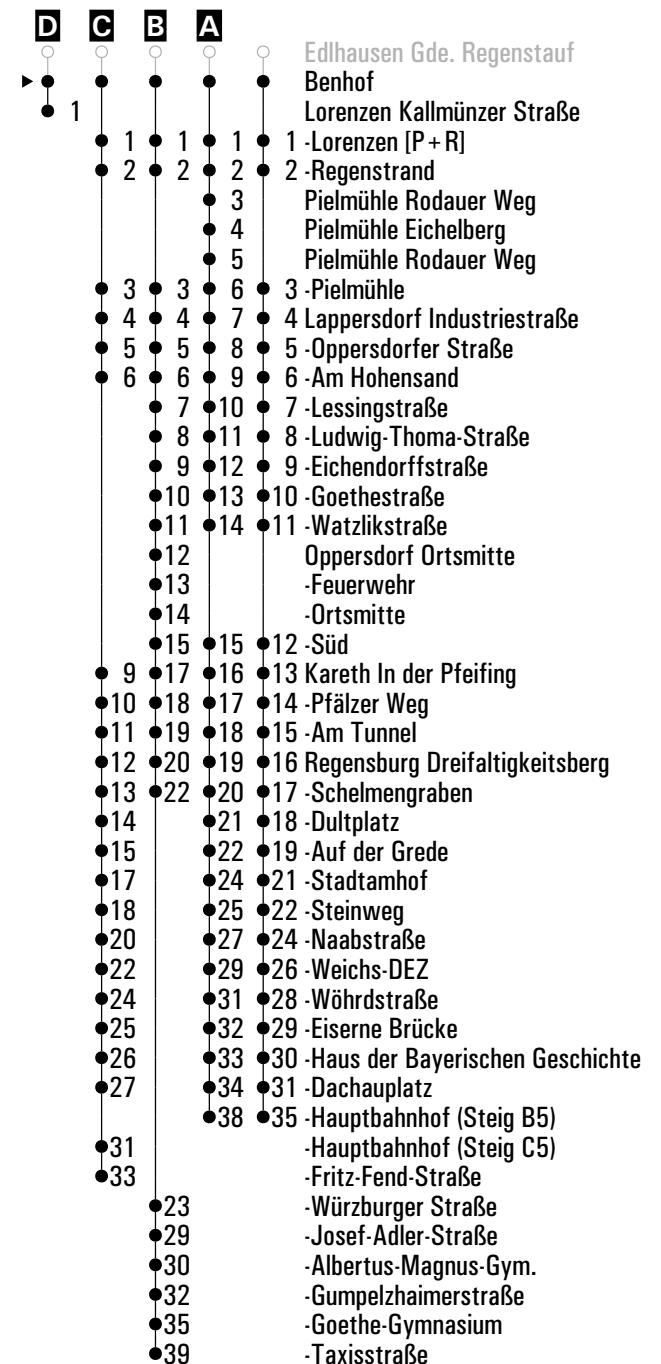 D C B A
Edlhausen Gde. Regenstauf
Benhof
1 Lorenzen Kallmünzer Straße
1 1 1 1 -Lorenzen [P+R]
2 2 2 2 -Regenstrand
3 Pielmühle Rodauer Weg
4 Pielmühle Eichelberg
5 Pielmühle Rodauer Weg
3 3 6 3 -Pielmühle
4 4 7 4 Lappersdorf Industriestraße
5 5 8 5 -Oppersdorfer Straße
6 6 9 6 -Am Hohensand
7 10 7 -Lessingstraße
8 11 8 -Ludwig-Thoma-Straße
9 12 9 -Eichendorffstraße
10 13 10 -Goethestraße
11 14 11 -Watzlikstraße
12 Oppersdorf Ortsmitte
13 -Feuerwehr
14 -Ortsmitte
15 15 12 -Süd
9 17 16 13 Kareth In der Pfeifing
10 18 17 14 -Pfälzer Weg
11 19 18 15 -Am Tunnel
12 20 19 16 Regensburg Dreifaltigkeitsberg
13 22 20 17 -Schelmengraben
14 21 18 -Dultplatz
15 22 19 -Auf der Grede
17 24 21 -Stadtamhof
18 25 22 -Steinweg
20 27 24 -Naabstraße
22 29 26 -Weichs-DEZ
24 31 28 -Wöhrdstraße
25 32 29 -Eiserne Brücke
26 33 30 -Haus der Bayerischen Geschichte
27 34 31 -Dachauplatz
38 35 -Hauptbahnhof (Steig B5)
31 -Hauptbahnhof (Steig C5)
33 -Fritz-Fend-Straße
23 -Würzburger Straße
29 -Josef-Adler-Straße
30 -Albertus-Magnus-Gym.
32 -Gumpelzhaimerstraße
35 -Goethe-Gymnasium
39 -Taxisstraße